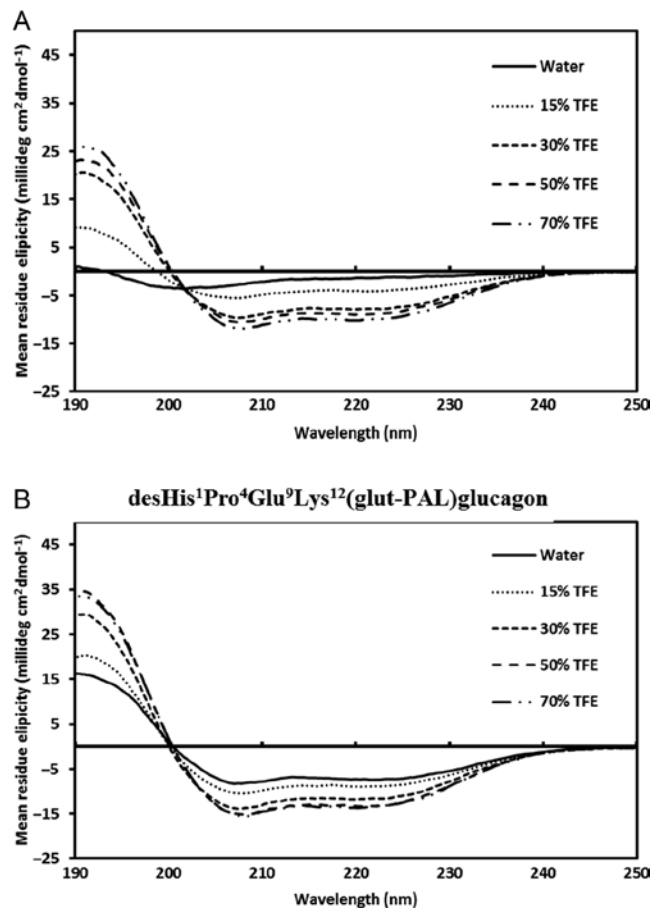 A
Mean residue elipicity (millideg cm²dmol⁻¹)
45
35
25
15
5
−5
−15
−25
Water
15% TFE
30% TFE
50% TFE
70% TFE
190 200 210 220 230 240 250
Wavelength (nm)
B
desHis¹Pro⁴Glu⁹Lys¹²(glut-PAL)glucagon
Mean residue elipicity (millideg cm²dmol⁻¹)
45
35
25
15
5
−5
−15
−25
Water
15% TFE
30% TFE
50% TFE
70% TFE
190 200 210 220 230 240 250
Wavelength (nm)